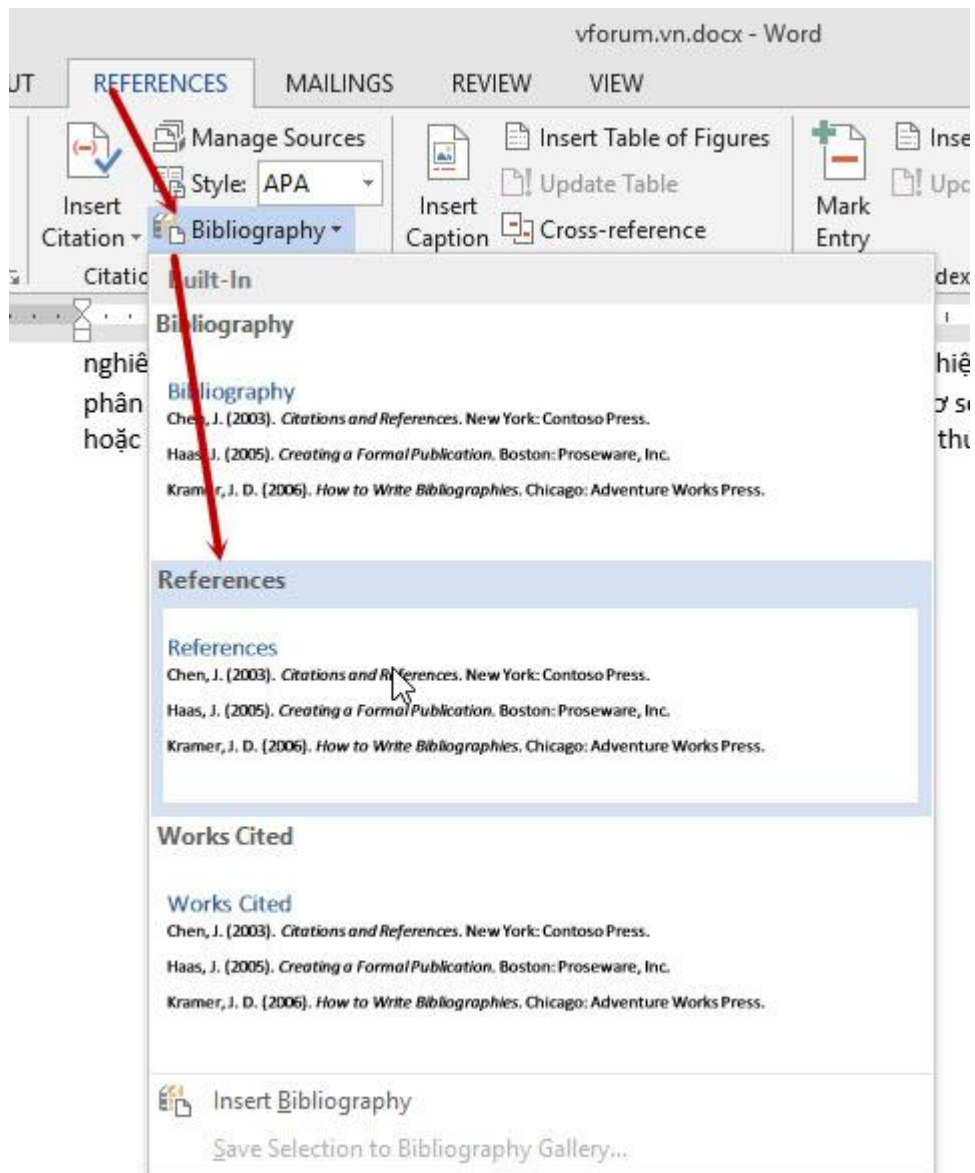 vforum.vn.docx - Word
REFERENCES MAILINGS REVIEW VIEW
Manage Sources
Style: APA
Bibliography
Insert
Citation
Insert Table of Figures
Update Table
Cross-reference
Insert
Caption
Mark
Entry
Built-In
Bibliography
Bibliography
Chen, J. (2003). Citations and References. New York: Contoso Press.
Haas, J. (2005). Creating a Formal Publication. Boston: Proseware, Inc.
Kramer, J. D. (2006). How to Write Bibliographies. Chicago: Adventure Works Press.
References
References
Chen, J. (2003). Citations and References. New York: Contoso Press.
Haas, J. (2005). Creating a Formal Publication. Boston: Proseware, Inc.
Kramer, J. D. (2006). How to Write Bibliographies. Chicago: Adventure Works Press.
Works Cited
Works Cited
Chen, J. (2003). Citations and References. New York: Contoso Press.
Haas, J. (2005). Creating a Formal Publication. Boston: Proseware, Inc.
Kramer, J. D. (2006). How to Write Bibliographies. Chicago: Adventure Works Press.
Insert Bibliography
Save Selection to Bibliography Gallery...
phân
hoặc